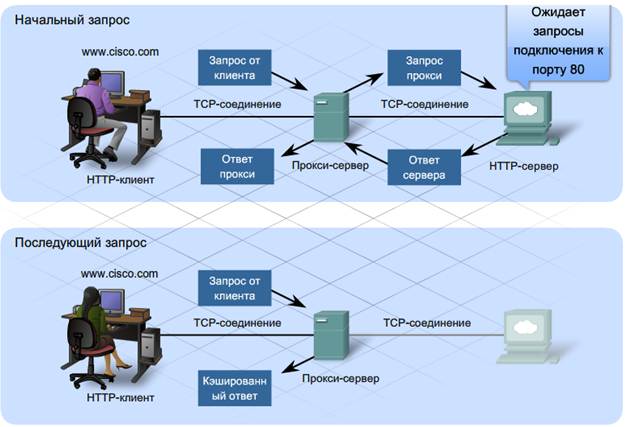 Начальный запрос
www.cisco.com
Запрос от
клиента
Запрос
прокси
Ожидает
запросы
подключения к
порту 80
TCP-соединение
TCP-соединение
Ответ
прокси
Прокси-сервер
Ответ
сервера
HTTP-сервер
HTTP-клиент
Последующий запрос
www.cisco.com
Запрос от
клиента
TCP-соединение
TCP-соединение
Кэшированн
ый ответ
Прокси-сервер
HTTP-клиент